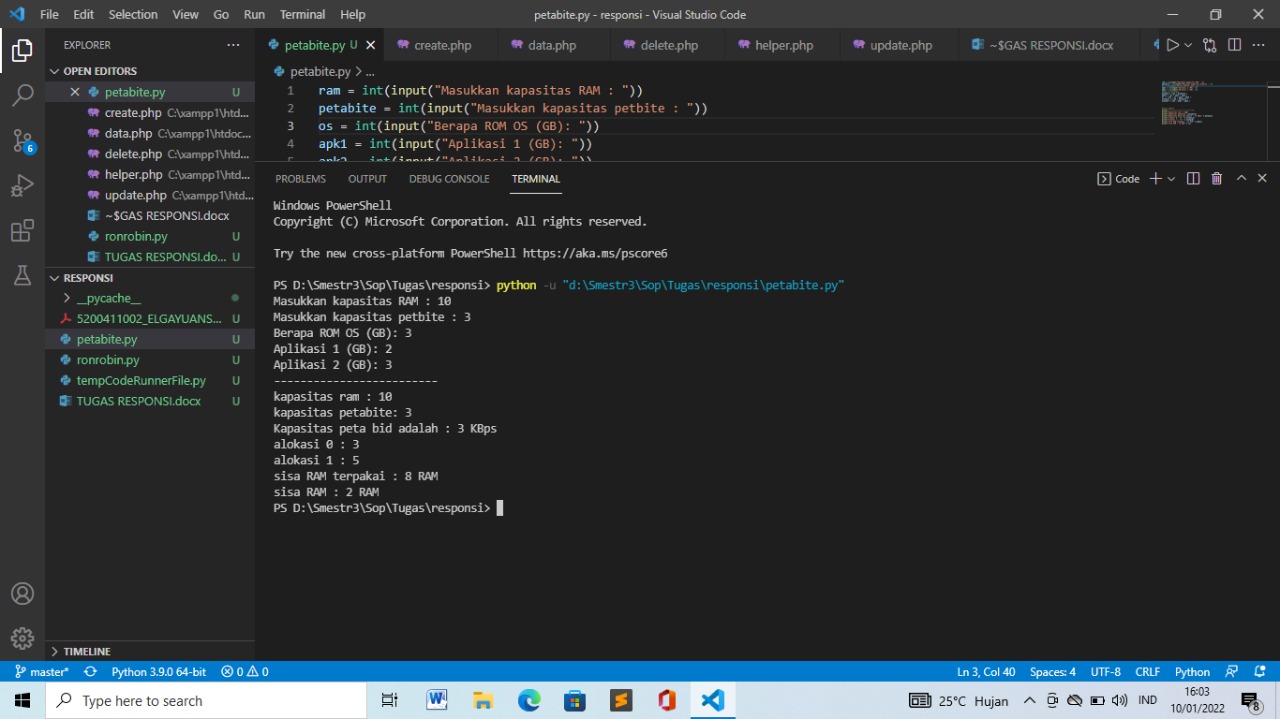 File Edit Selection View Go Run Terminal Help
petabite.py - responsi - Visual Studio Code
EXPLORER
OPEN EDITORS
petabite.py U
create.php C:\xampp1\htd...
data.php C:\xampp1\htdoc...
delete.php C:\xampp1\htd...
helper.php C:\xampp1\htd...
update.php C:\xampp1\htd...
~$GAS RESPONSI.docx
ronrobin.py U
TUGAS RESPONSI.do... U
RESPONSI
__pycache__
5200411002_ELGAYUANS... U
petabite.py U
ronrobin.py U
tempCodeRunnerFile.py U
TUGAS RESPONSI.docx U
TIMELINE
6
petabite.py U create.php data.php delete.php helper.php update.php ~$GAS RESPONSI.docx
petabite.py > ...
1 ram = int(input("Masukkan kapasitas RAM : "))
2 petabite = int(input("Masukkan kapasitas petbite : "))
3 os = int(input("Berapa ROM OS (GB): "))
4 apk1 = int(input("Aplikasi 1 (GB): "))
5 apk2 = int(input("Aplikasi 2 (GB): "))
PROBLEMS OUTPUT DEBUG CONSOLE TERMINAL Code
Windows PowerShell
Copyright (C) Microsoft Corporation. All rights reserved.
Try the new cross-platform PowerShell https://aka.ms/pscore6
PS D:\Smestr3\Sop\Tugas\responsi> python -u "d:\Smestr3\Sop\Tugas\responsi\petabite.py"
Masukkan kapasitas RAM : 10
Masukkan kapasitas petbite : 3
Berapa ROM OS (GB): 3
Aplikasi 1 (GB): 2
Aplikasi 2 (GB): 3
-------------------------
kapasitas ram : 10
kapasitas petabite: 3
Kapasitas peta bid adalah : 3 KBps
alokasi 0 : 3
alokasi 1 : 5
sisa RAM terpakai : 8 RAM
sisa RAM : 2 RAM
PS D:\Smestr3\Sop\Tugas\responsi>
master* Python 3.9.0 64-bit 0 0 Ln 3, Col 40 Spaces: 4 UTF-8 CRLF Python
Type here to search
25°C Hujan IND
16:03
10/01/2022
8